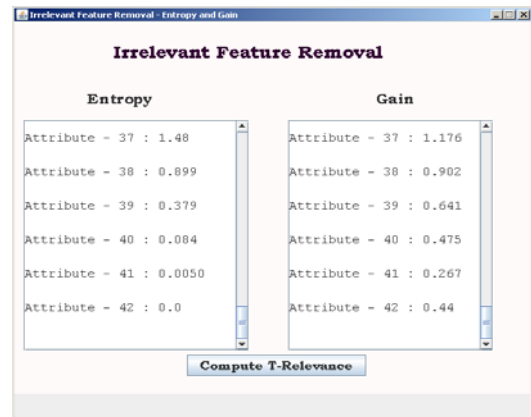 Irrelevant Feature Removal - Entropy and Gain
Irrelevant Feature Removal
Entropy
Attribute - 37 : 1.48
Attribute - 38 : 0.899
Attribute - 39 : 0.379
Attribute - 40 : 0.084
Attribute - 41 : 0.0050
Attribute - 42 : 0.0
Gain
Attribute - 37 : 1.176
Attribute - 38 : 0.902
Attribute - 39 : 0.641
Attribute - 40 : 0.475
Attribute - 41 : 0.267
Attribute - 42 : 0.44
Compute T-Relevance